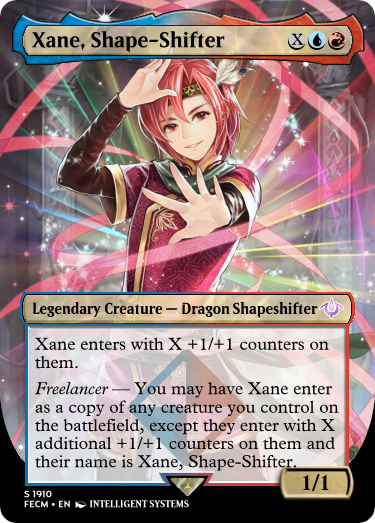 Xane, Shape-Shifter X
Legendary Creature — Dragon Shapeshifter
Xane enters with X +1/+1 counters on
them.
Freelancer — You may have Xane enter
as a copy of any creature you control on
the battlefield, except they enter with X
additional +1/+1 counters on them and
their name is Xane, Shape-Shifter.
1/1
S 1910
FECM • EN INTELLIGENT SYSTEMS